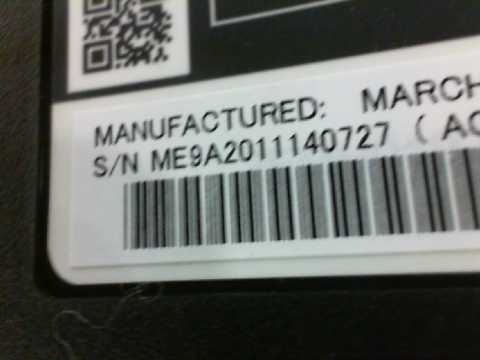 MANUFACTURED: MARCH
S/N ME9A2011140727 ( AC